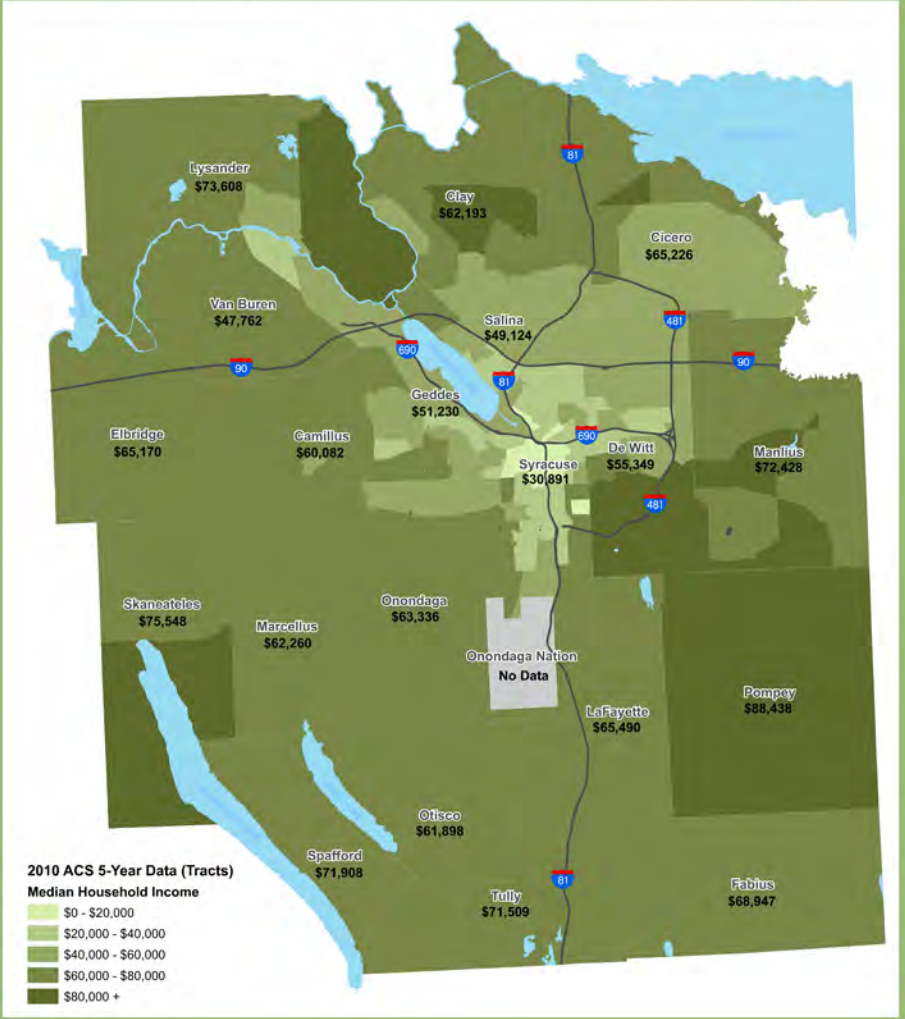 81
Lysander
$73,608
Clay
$62,193
Cicero
$65,226
Van Buren
$47,762
Salina
$49,124
481
690
90
90
81
Geddes
$51,230
Elbridge
$65,170
Camillus
$60,082
690
De Witt
$55,349
Manlius
$72,428
Syracuse
$30,891
481
Skaneateles
$75,548
Marcellus
$62,260
Onondaga
$63,336
Onondaga Nation
No Data
LaFayette
$65,490
Pompey
$88,438
Otisco
$61,898
Spafford
$71,908
Tully
$71,509
81
Fabius
$68,947
2010 ACS 5-Year Data (Tracts)
Median Household Income
$0 - $20,000
$20,000 - $40,000
$40,000 - $60,000
$60,000 - $80,000
$80,000 +